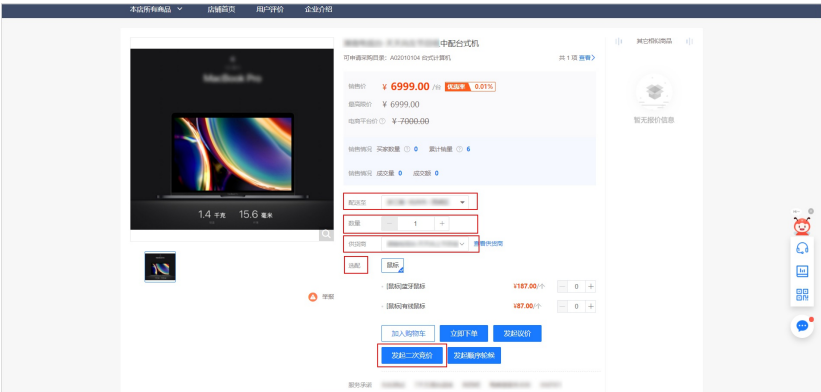 本店所有商品 店铺首页 用户评价 企业介绍
中配台式机
可申请采购目录：A02010104 台式计算机 共 1 项 查看>
销售价 ¥ 6999.00 /台 优惠率 0.01%
最高限价 ¥ 6999.00
电商平台价 ¥ 7000.00
销售情况 买家数量 0 累计销量 6
销售情况 成交量 0 成交额 0
配送至
数量 1 +
供货商 查看供货商
选配 鼠标
[鼠标]蓝牙鼠标 ¥187.00/个 0 +
[鼠标]有线鼠标 ¥87.00/个 0 +
加入购物车 立即下单 发起议价
发起二次竞价 发起顺序轮候
服务承诺
MacBook Pro
1.4 千克 15.6 毫米
举报
其它相似商品
暂无报价信息